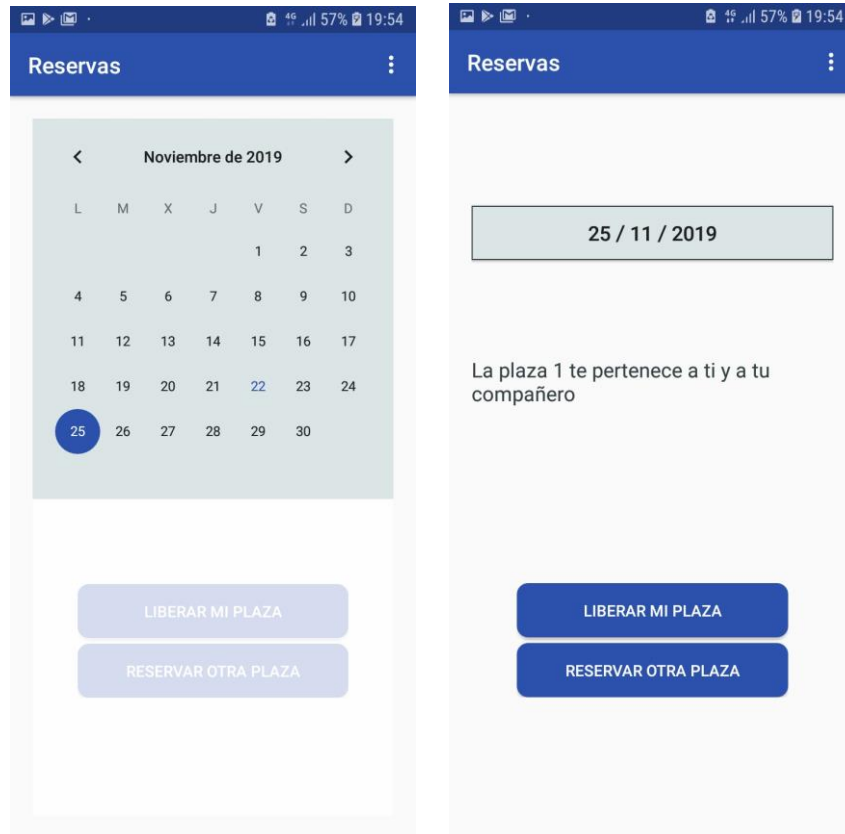 57% 19:54
Reservas
Noviembre de 2019
L M X J V S D
1 2 3
4 5 6 7 8 9 10
11 12 13 14 15 16 17
18 19 20 21 22 23 24
25 26 27 28 29 30
LIBERAR MI PLAZA
RESERVAR OTRA PLAZA
4G 57% 19:54
Reservas
25 / 11 / 2019
La plaza 1 te pertenece a ti y a tu
compañero
LIBERAR MI PLAZA
RESERVAR OTRA PLAZA